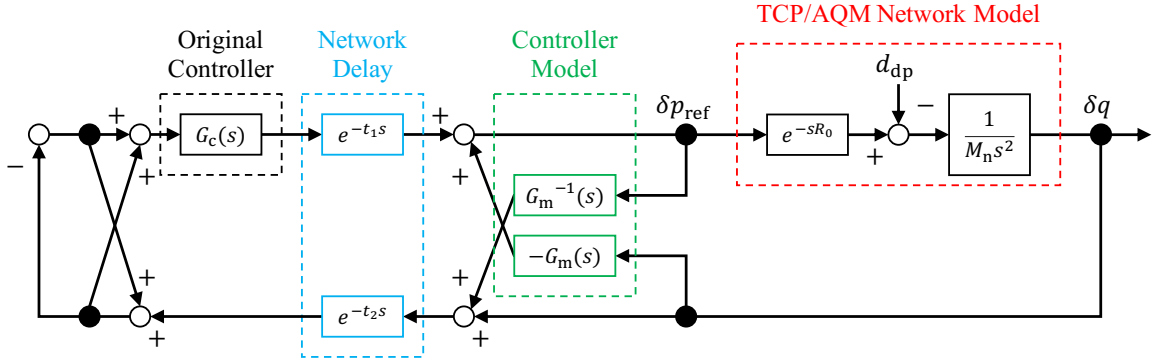 TCP/AQM Network Model
Original
Controller
Network
Delay
Controller
Model
d_dp
δp_ref
δq
+
+
−
−
G_c(s)
e^{-t_1 s}
e^{-sR_0}
1
M_n s^2
+
+
+
G_m^{-1}(s)
−G_m(s)
+
+
e^{-t_2 s}
+
+